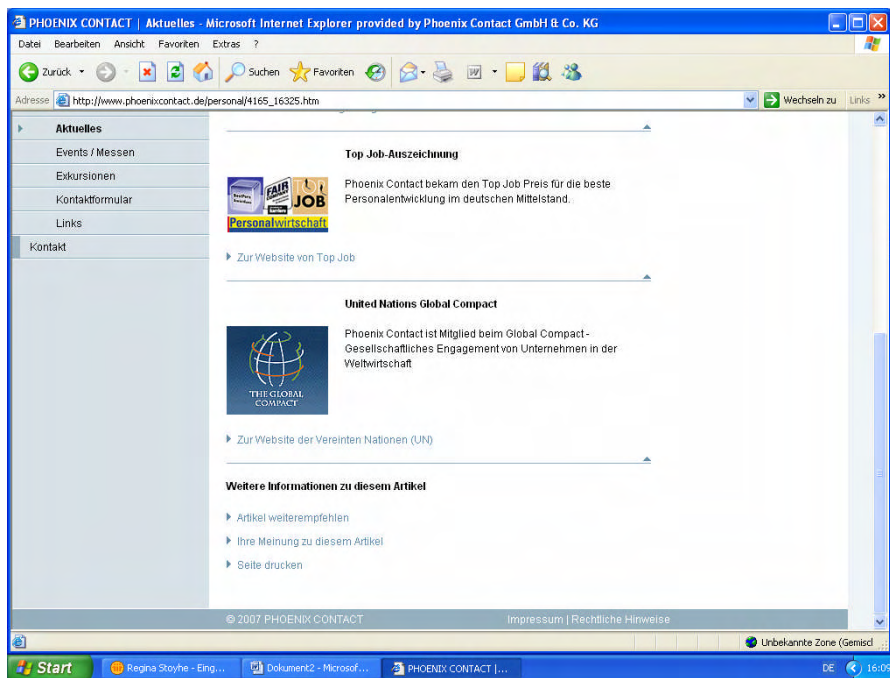 PHOENIX CONTACT | Aktuelles - Microsoft Internet Explorer provided by Phoenix Contact GmbH & Co. KG
Datei Bearbeiten Ansicht Favoriten Extras ?
Zurück Suchen Favoriten
Adresse http://www.phoenixcontact.de/personal/4165_16325.htm Wechseln zu Links »
Aktuelles
Events / Messen
Exkursionen
Kontaktformular
Links
Kontakt
Top Job-Auszeichnung
FAIR
TOP
JOB
Personalwirtschaft
Phoenix Contact bekam den Top Job Preis für die beste
Personalentwicklung im deutschen Mittelstand.
Zur Website von Top Job
United Nations Global Compact
THE GLOBAL
COMPACT
Phoenix Contact ist Mitglied beim Global Compact -
Gesellschaftliches Engagement von Unternehmen in der
Weltwirtschaft
Zur Website der Vereinten Nationen (UN)
Weitere Informationen zu diesem Artikel
Artikel weiterempfehlen
Ihre Meinung zu diesem Artikel
Seite drucken
© 2007 PHOENIX CONTACT Impressum | Rechtliche Hinweise
Unbekannte Zone (Gemiscl
Start Regina Stoyhe - Eing... Dokument2 - Microsof... PHOENIX CONTACT |... DE 16:09